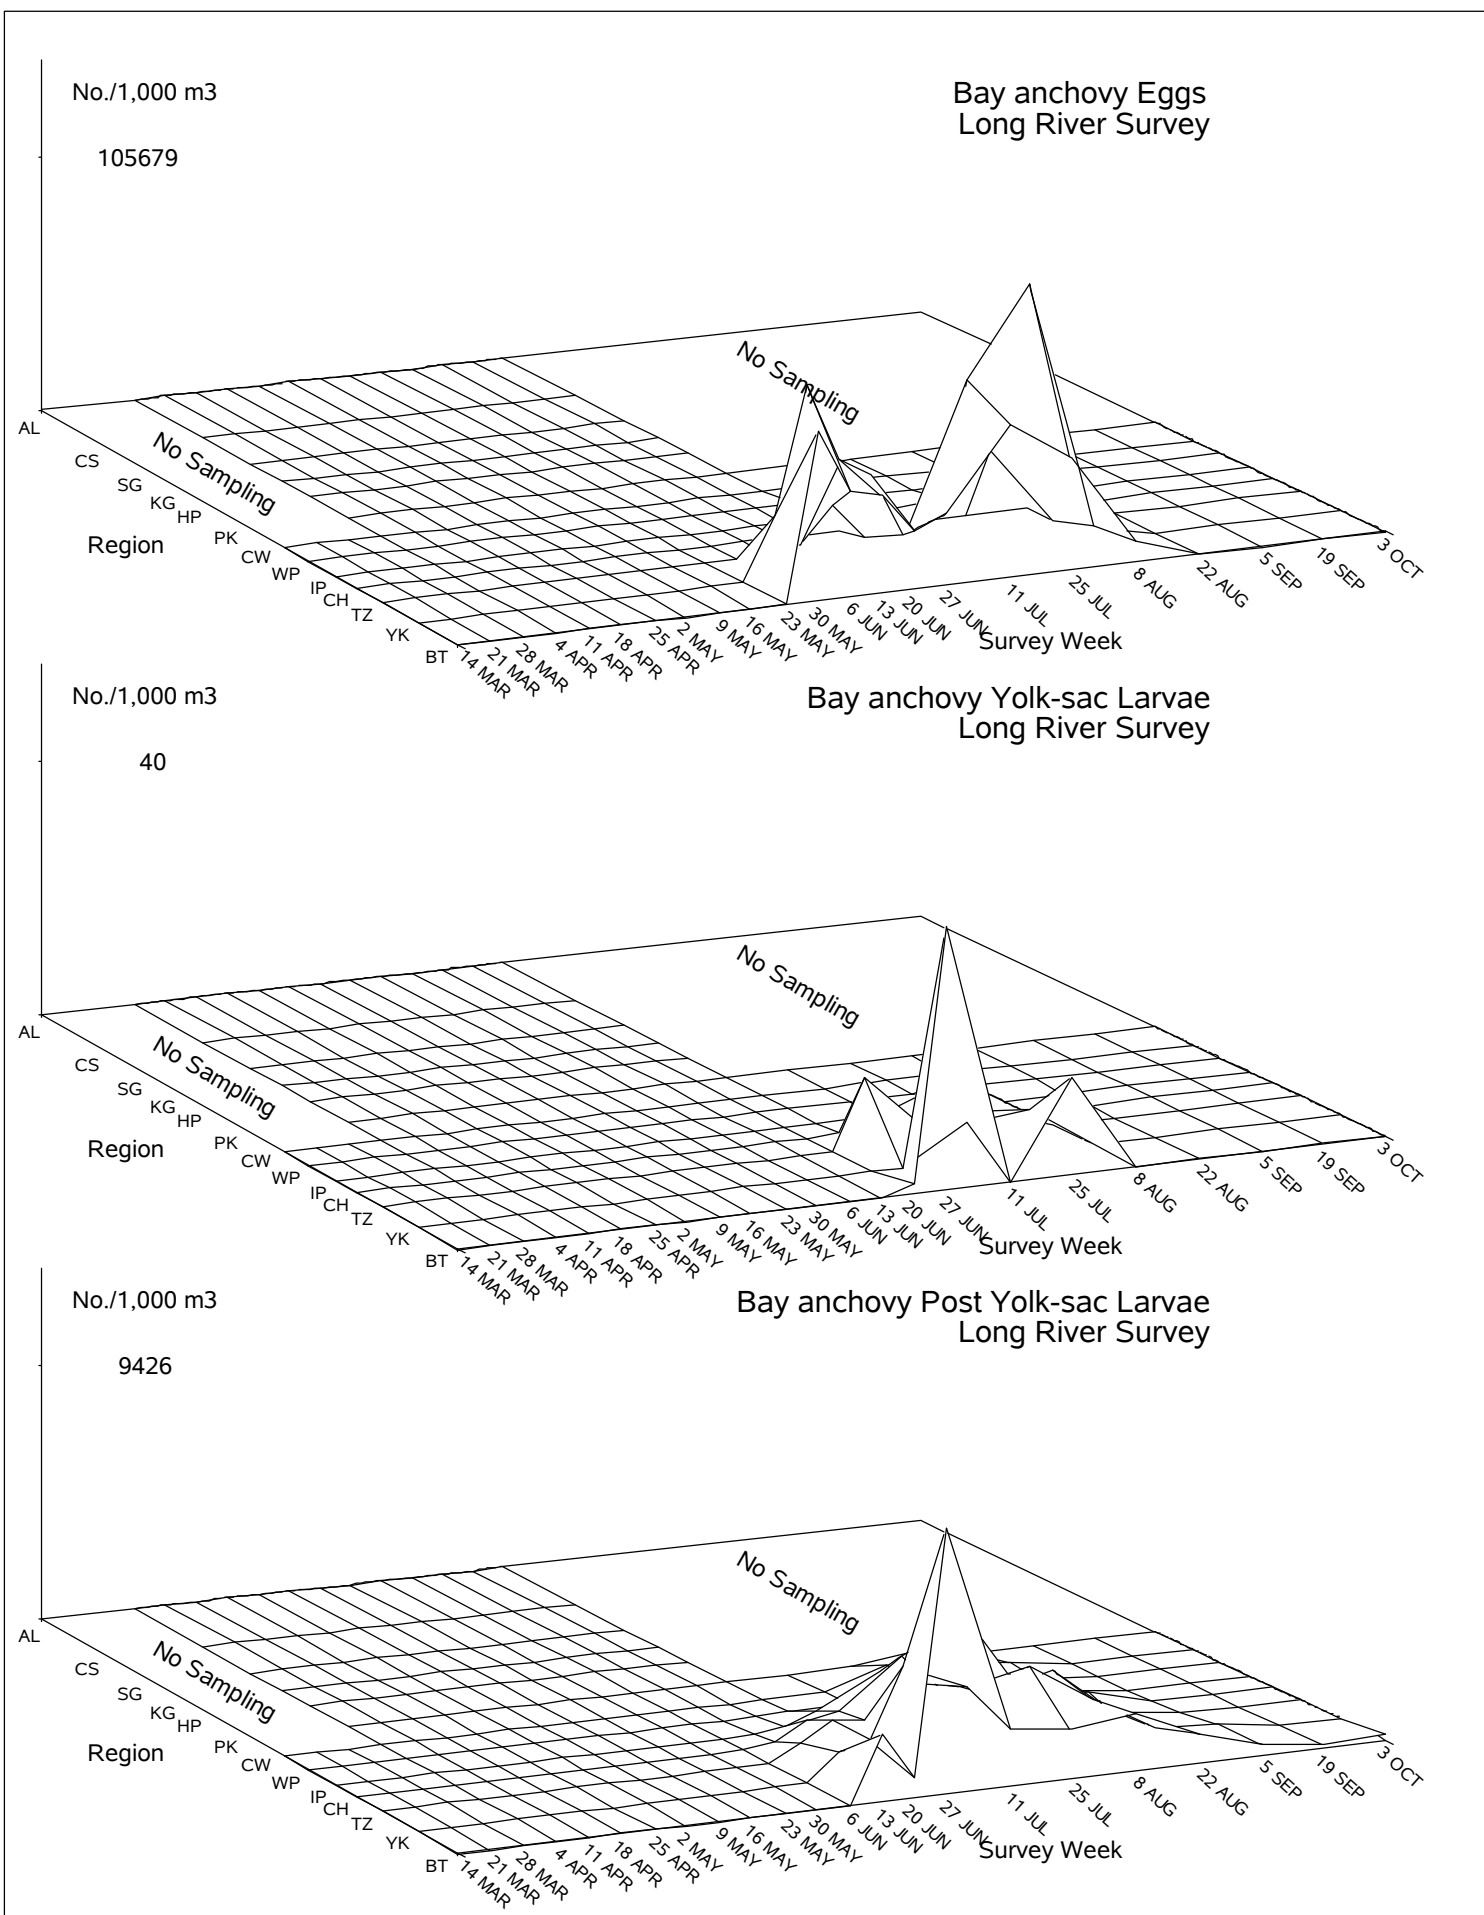 No./1,000 m3
Bay anchovy Eggs
Long River Survey
105679
No Sampling
No Sampling
AL
CS
SG
KG
HP
PK
CW
WP
IP
CH
TZ
YK
BT
Region
14 MAR
21 MAR
28 MAR
4 APR
11 APR
18 APR
25 APR
2 MAY
9 MAY
16 MAY
23 MAY
30 MAY
6 JUN
13 JUN
20 JUN
27 JUN
11 JUL
25 JUL
8 AUG
22 AUG
5 SEP
19 SEP
3 OCT
Survey Week
No./1,000 m3
Bay anchovy Yolk-sac Larvae
Long River Survey
40
No Sampling
No Sampling
AL
CS
SG
KG
HP
PK
CW
WP
IP
CH
TZ
YK
BT
Region
14 MAR
21 MAR
28 MAR
4 APR
11 APR
18 APR
25 APR
2 MAY
9 MAY
16 MAY
23 MAY
30 MAY
6 JUN
13 JUN
20 JUN
27 JUN
11 JUL
25 JUL
8 AUG
22 AUG
5 SEP
19 SEP
3 OCT
Survey Week
No./1,000 m3
Bay anchovy Post Yolk-sac Larvae
Long River Survey
9426
No Sampling
No Sampling
AL
CS
SG
KG
HP
PK
CW
WP
IP
CH
TZ
YK
BT
Region
14 MAR
21 MAR
28 MAR
4 APR
11 APR
18 APR
25 APR
2 MAY
9 MAY
16 MAY
23 MAY
30 MAY
6 JUN
13 JUN
20 JUN
27 JUN
11 JUL
25 JUL
8 AUG
22 AUG
5 SEP
19 SEP
3 OCT
Survey Week